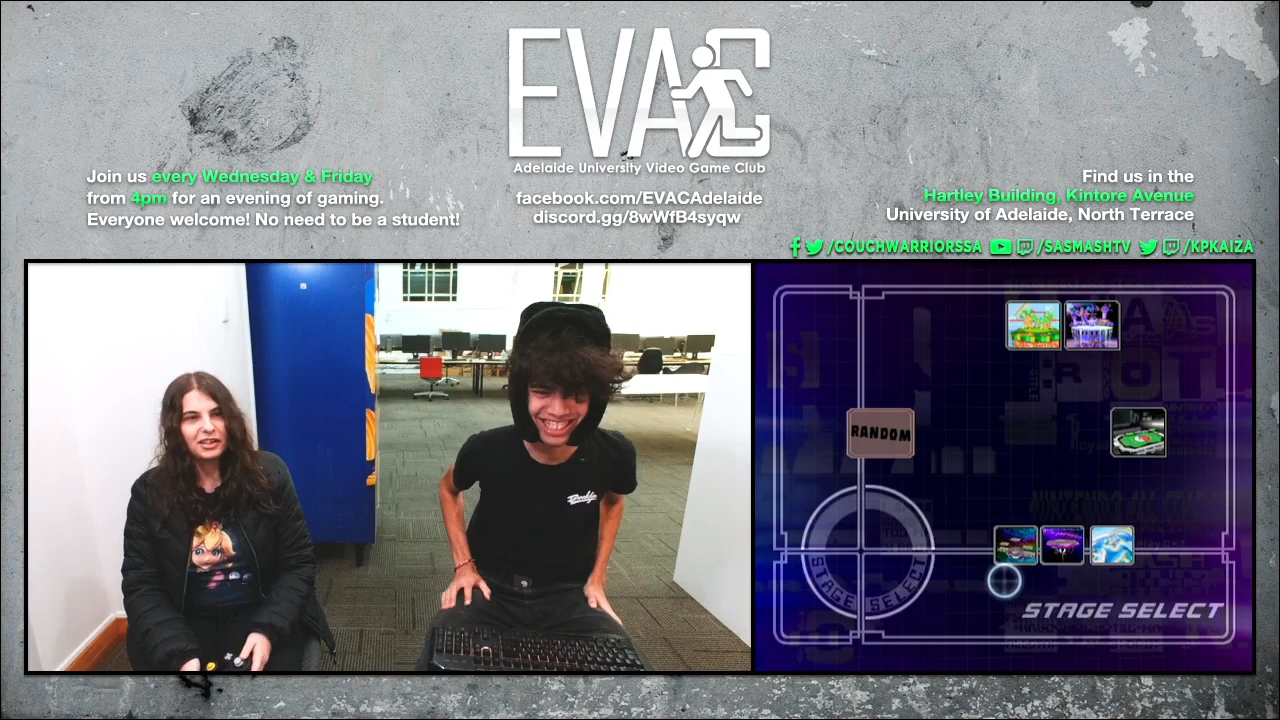 EVAC
Adelaide University Video Game Club
Join us every Wednesday & Friday
from 4pm for an evening of gaming.
Everyone welcome! No need to be a student!
facebook.com/EVACAdelaide
discord.gg/8wWfB4syqw
Find us in the
Hartley Building, Kintore Avenue
University of Adelaide, North Terrace
/COUCHWARRIORSSA /SASMASHTV /KPKAIZA
RANDOM
STAGE SELECT
STAGE SELECT